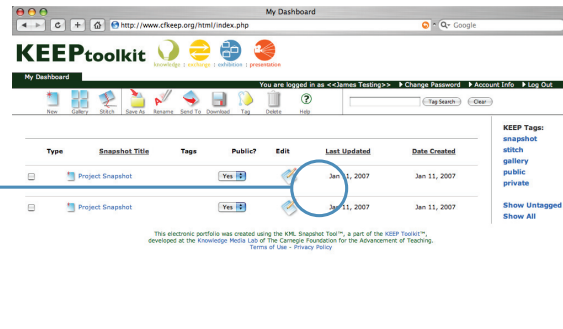 My Dashboard
http://www.cfkeep.org/html/index.php
Google
KEEPtoolkit
knowledge | exchange | exhibition | presentation
My Dashboard
You are logged in as <<James Testing>> Change Password Account Info Log Out
New Gallery Stitch Save As Rename Send To Download Tag Delete Help
Tag Search Clear
KEEP Tags:
snapshot
stitch
gallery
public
private
Show Untagged
Show All
Type Snapshot Title Tags Public? Edit Last Updated Date Created
Project Snapshot Yes Jan 11, 2007 Jan 11, 2007
Project Snapshot Yes Jan 11, 2007 Jan 11, 2007
This electronic portfolio was created using the KML Snapshot Tool™, a part of the KEEP Toolkit™,
developed at the Knowledge Media Lab of The Carnegie Foundation for the Advancement of Teaching.
Terms of Use - Privacy Policy